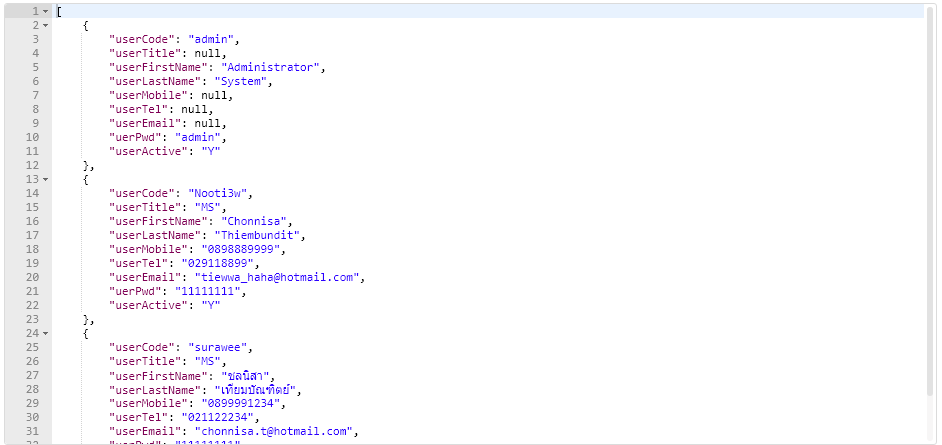 1 [
2 {
3 "userCode": "admin",
4 "userTitle": null,
5 "userFirstName": "Administrator",
6 "userLastName": "System",
7 "userMobile": null,
8 "userTel": null,
9 "userEmail": null,
10 "uerPwd": "admin",
11 "userActive": "Y"
12 },
13 {
14 "userCode": "Nooti3w",
15 "userTitle": "MS",
16 "userFirstName": "Chonnisa",
17 "userLastName": "Thiembundit",
18 "userMobile": "0898889999",
19 "userTel": "029118899",
20 "userEmail": "tiewwa_haha@hotmail.com",
21 "uerPwd": "11111111",
22 "userActive": "Y"
23 },
24 {
25 "userCode": "surawee",
26 "userTitle": "MS",
27 "userFirstName": "ชลนิสา",
28 "userLastName": "เทียมบัณฑิตย์",
29 "userMobile": "0899991234",
30 "userTel": "021122234",
31 "userEmail": "chonnisa.t@hotmail.com",
32 "uerPwd": "11111111"